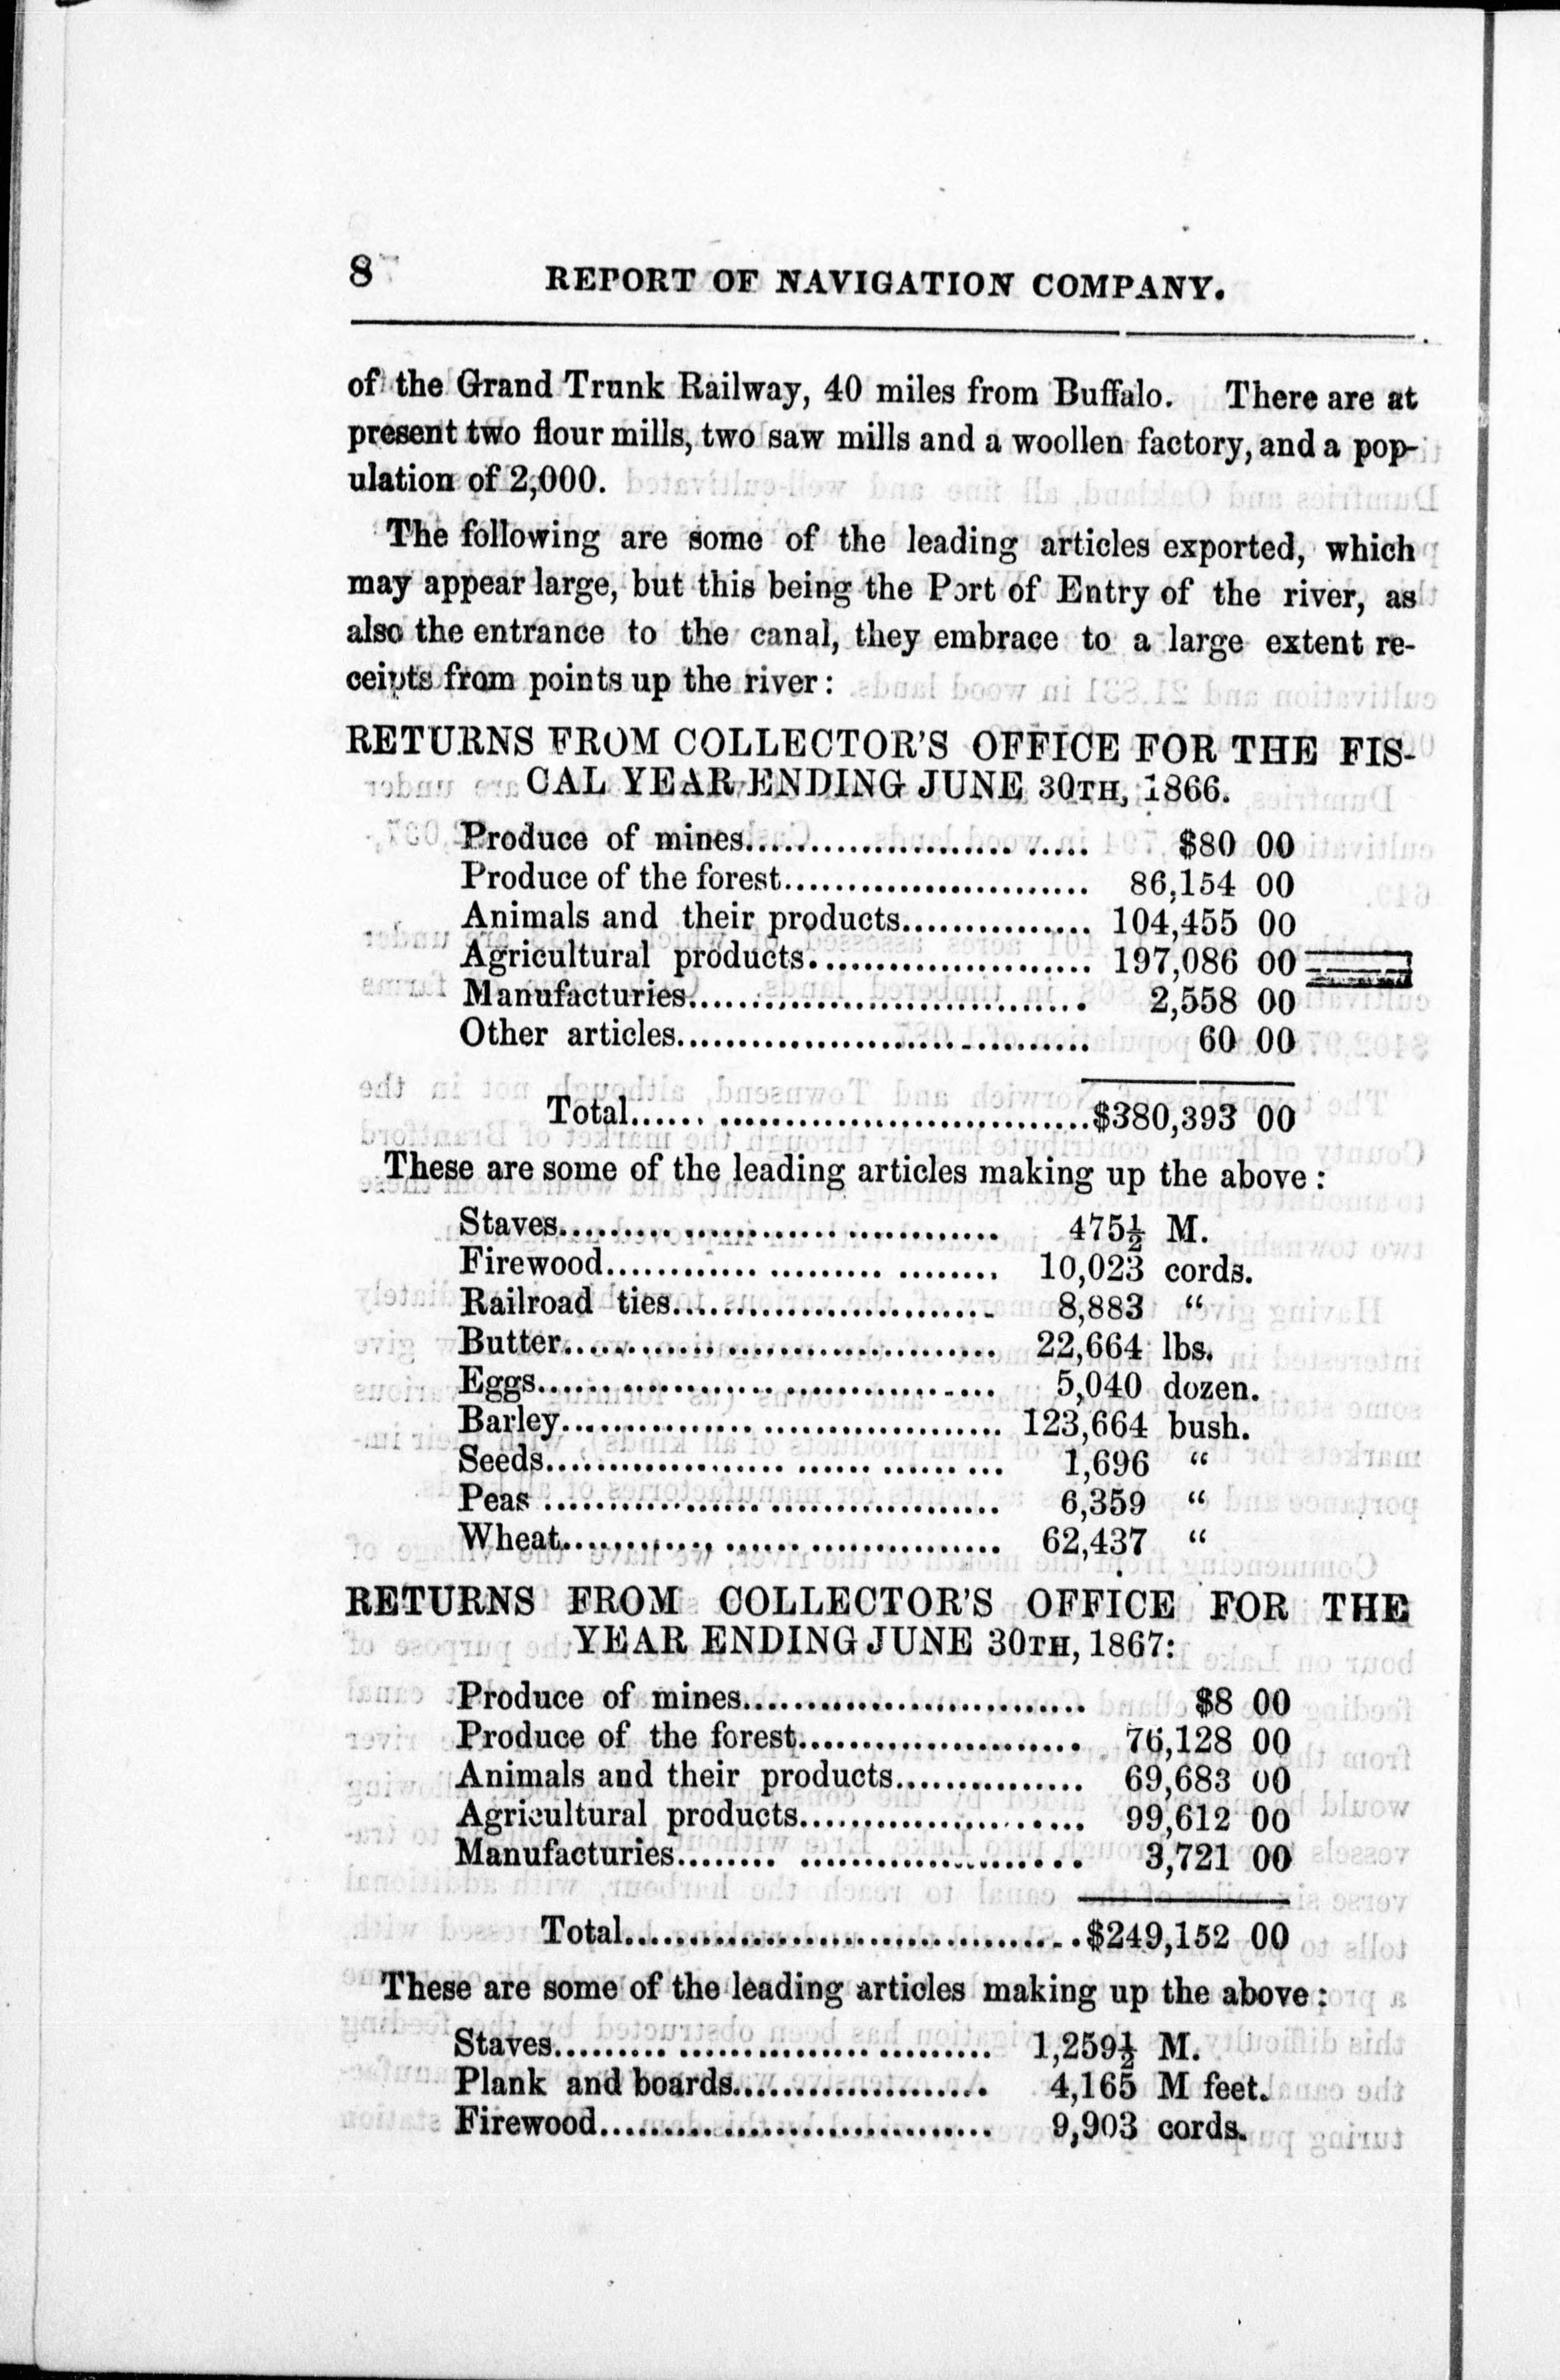 8 REPORT OF NAVIGATION COMPANY.
of the Grand Trunk Railway, 40 miles from Buffalo. There are at
present two flour mills, two saw mills and a woollen factory, and a pop-
ulation of 2,000.
The following are some of the leading articles exported, which
may appear large, but this being the Port of Entry of the river, as
also the entrance to the canal, they embrace to a large extent re-
ceipts from points up the river:
RETURNS FROM COLLECTOR'S OFFICE FOR THE FIS-
CAL YEAR ENDING JUNE 30TH, 1866.
Produce of mines........................... $80 00
Produce of the forest........................ 86,154 00
Animals and their products............... 104,455 00
Agricultural products....................... 197,086 00
Manufacturies................................ 2,558 00
Other articles................................. 60 00
Total....................................$380,393 00
These are some of the leading articles making up the above:
Staves.................................. 475½ M.
Firewood............................... 10,023 cords.
Railroad ties.......................... 8,883 "
Butter.................................. 22,664 lbs.
Eggs.................................... 5,040 dozen.
Barley.................................. 123,664 bush.
Seeds................................... 1,696 "
Peas ................................... 6,359 "
Wheat.................................. 62,437 "
RETURNS FROM COLLECTOR'S OFFICE FOR THE
YEAR ENDING JUNE 30TH, 1867:
Produce of mines........................... $8 00
Produce of the forest...................... 76,128 00
Animals and their products............... 69,683 00
Agricultural products....................... 99,612 00
Manufacturies................................ 3,721 00
Total....................................$249,152 00
These are some of the leading articles making up the above:
Staves.................................. 1,259½ M.
Plank and boards.................... 4,165 M feet.
Firewood............................... 9,903 cords.